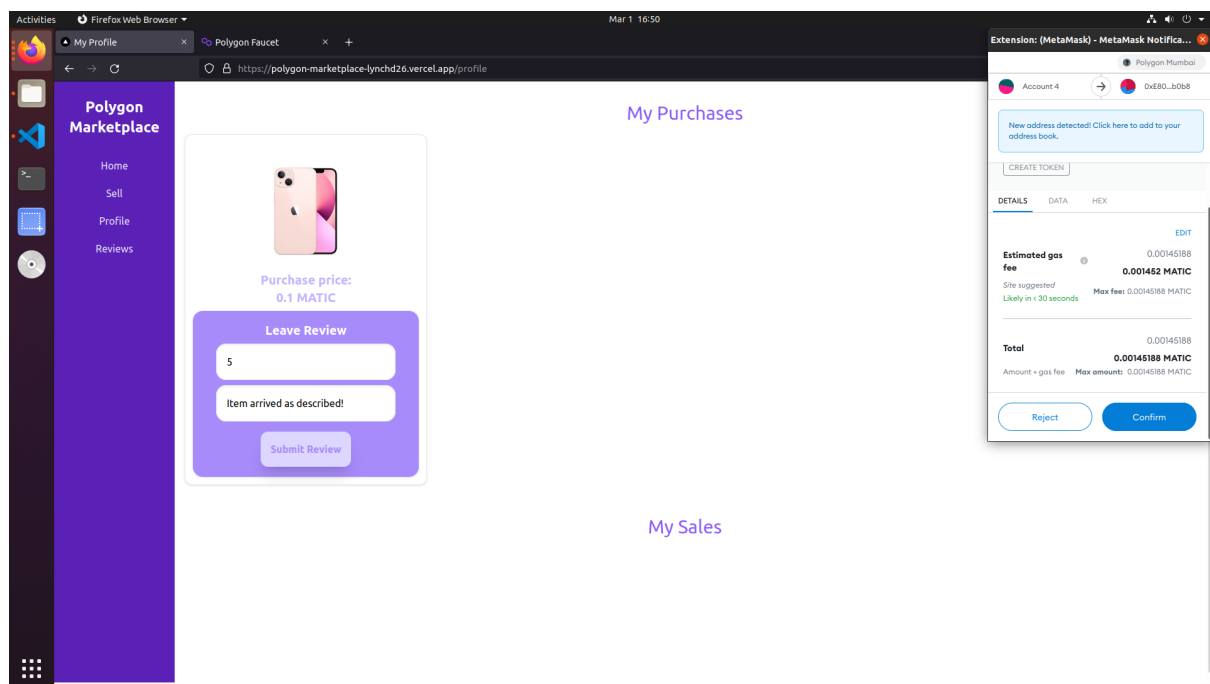 Activities
Firefox Web Browser
Mar 1 16:50
My Profile
Polygon Faucet
https://polygon-marketplace-lynchd26.vercel.app/profile
Polygon
Marketplace
Home
Sell
Profile
Reviews
My Purchases
Purchase price:
0.1 MATIC
Leave Review
5
Item arrived as described!
Submit Review
My Sales
Extension: (MetaMask) - MetaMask Notifica...
Polygon Mumbai
Account 4
0xE80...b0b8
New address detected! Click here to add to your
address book.
CREATE TOKEN
DETAILS DATA HEX
EDIT
Estimated gas
fee
0.00145188
0.001452 MATIC
Site suggested
Likely in < 30 seconds
Max fee: 0.00145188 MATIC
0.00145188
Total
0.00145188 MATIC
Amount + gas fee Max amount: 0.00145188 MATIC
Reject Confirm